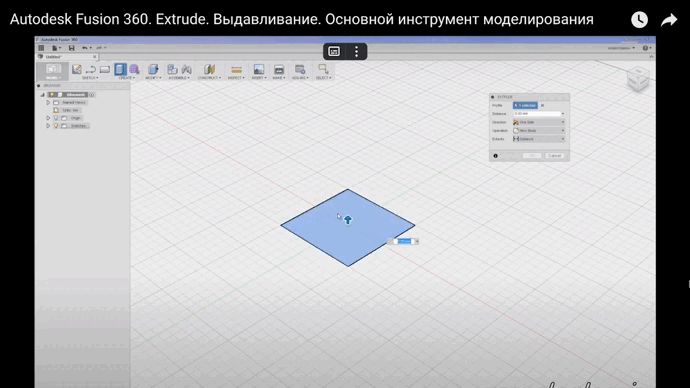 Autodesk Fusion 360. Extrude. Выдавливание. Основной инструмент моделирования
Autodesk Fusion 360
Untitled*
MODEL
SKETCH
CREATE
MODIFY
ASSEMBLE
CONSTRUCT
INSPECT
INSERT
MAKE
ADD-INS
SELECT
BROWSER
Named Views
Origin
EXTRUDE
Profile
1 selected
Distance
0.00 mm
Direction
One Side
Operation
New Body
Extents
Distance
OK
Cancel